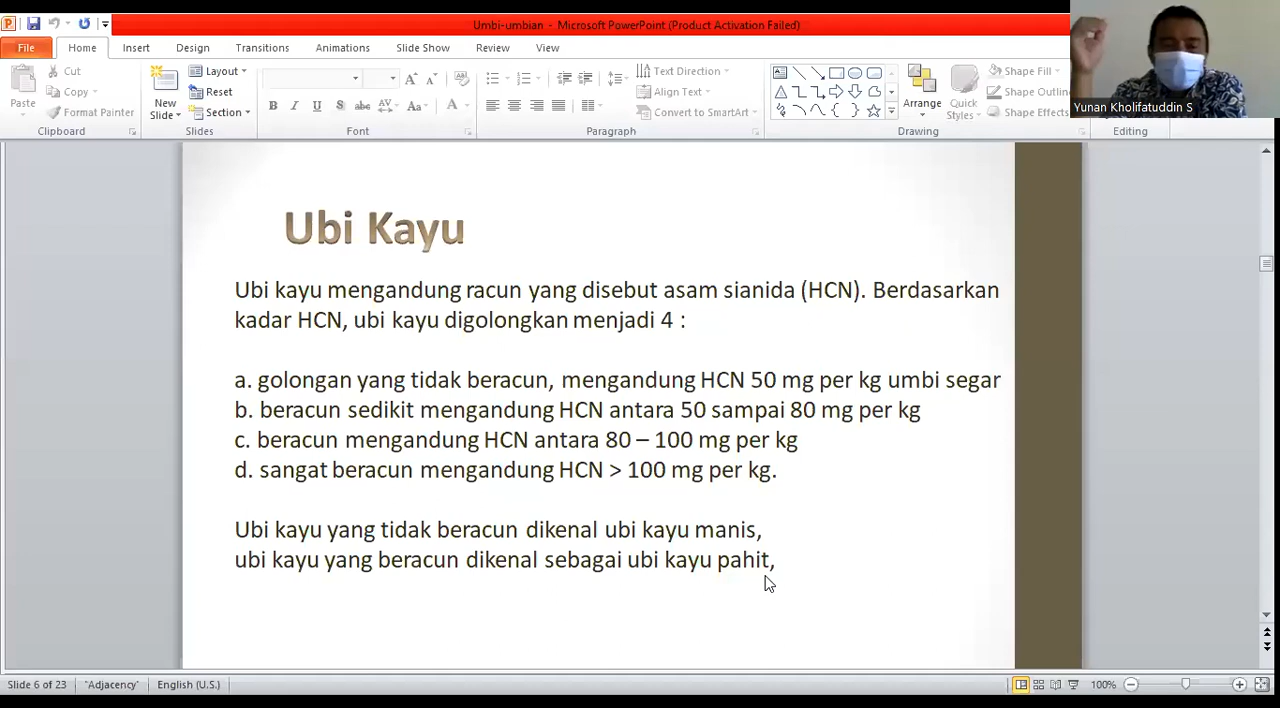 Umbi-umbian - Microsoft PowerPoint (Product Activation Failed)
File Home Insert Design Transitions Animations Slide Show Review View
Paste
Cut
Copy
Format Painter
Clipboard
New
Slide
Layout
Reset
Section
Slides
B I U S abc AV Aa A
Font
Text Direction
Align Text
Convert to SmartArt
Paragraph
Arrange
Quick
Styles
Shape Fill
Shape Outlin
Shape Effects
Drawing
Editing
Yunan Kholifatuddin S
Ubi Kayu
Ubi kayu mengandung racun yang disebut asam sianida (HCN). Berdasarkan
kadar HCN, ubi kayu digolongkan menjadi 4 :
a. golongan yang tidak beracun, mengandung HCN 50 mg per kg umbi segar
b. beracun sedikit mengandung HCN antara 50 sampai 80 mg per kg
c. beracun mengandung HCN antara 80 – 100 mg per kg
d. sangat beracun mengandung HCN > 100 mg per kg.
Ubi kayu yang tidak beracun dikenal ubi kayu manis,
ubi kayu yang beracun dikenal sebagai ubi kayu pahit,
Slide 6 of 23 "Adjacency" English (U.S.) 100%